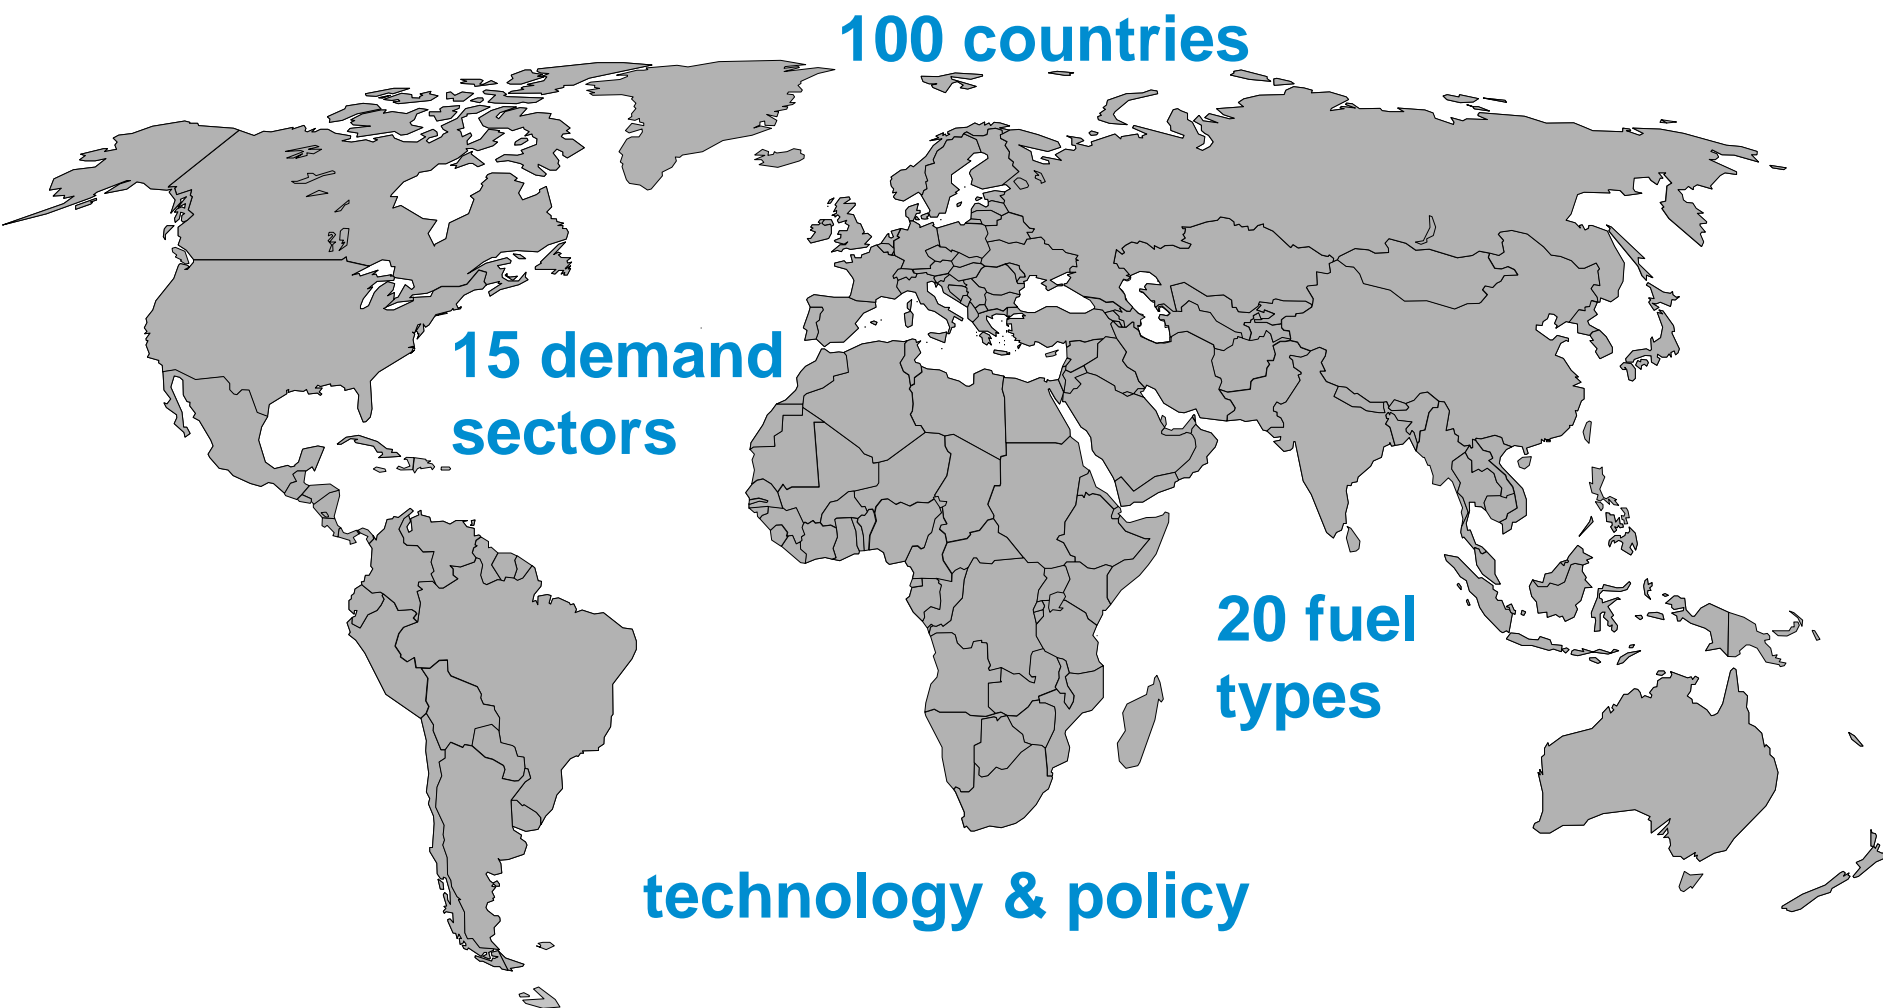 100 countries
15 demand
sectors
20 fuel
types
technology & policy